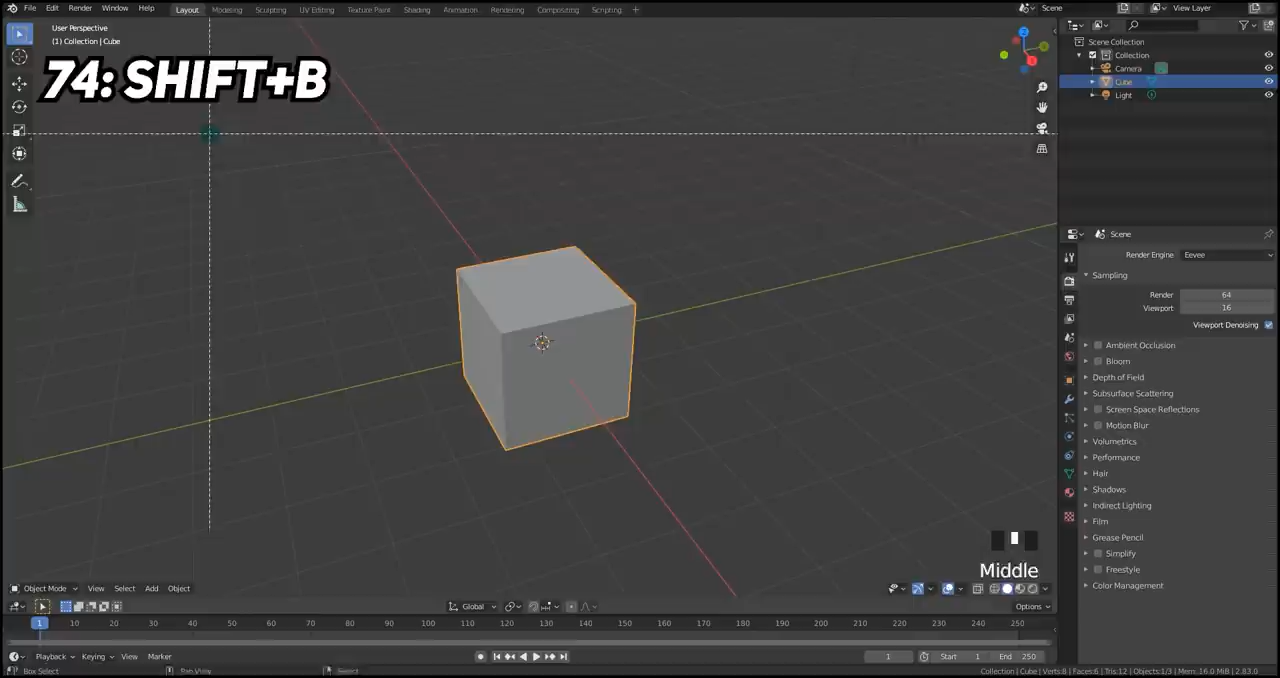 File Edit Render Window Help Layout Modeling Sculpting UV Editing Texture Paint Shading Animation Rendering Compositing Scripting + Scene View Layer
User Perspective
(1) Collection | Cube
74: SHIFT+B
Scene Collection
Collection
Camera
Cube
Light
Scene
Render Engine Eevee
Sampling
Render 64
Viewport 16
Viewport Denoising
Ambient Occlusion
Bloom
Depth of Field
Subsurface Scattering
Screen Space Reflections
Motion Blur
Volumetrics
Performance
Hair
Shadows
Indirect Lighting
Film
Grease Pencil
Simplify
Freestyle
Color Management
Middle
Object Mode View Select Add Object
Global Options
1 10 20 30 40 50 60 70 80 90 100 110 120 130 140 150 160 170 180 190 200 210 220 230 240 250
Playback Keying View Marker 1 Start 1 End 250
Box Select Pan View Select Collection | Cube | Verts:8 | Faces:6 | Tris:12 | Objects:1/3 | Mem:16.0 MiB | 2.83.0